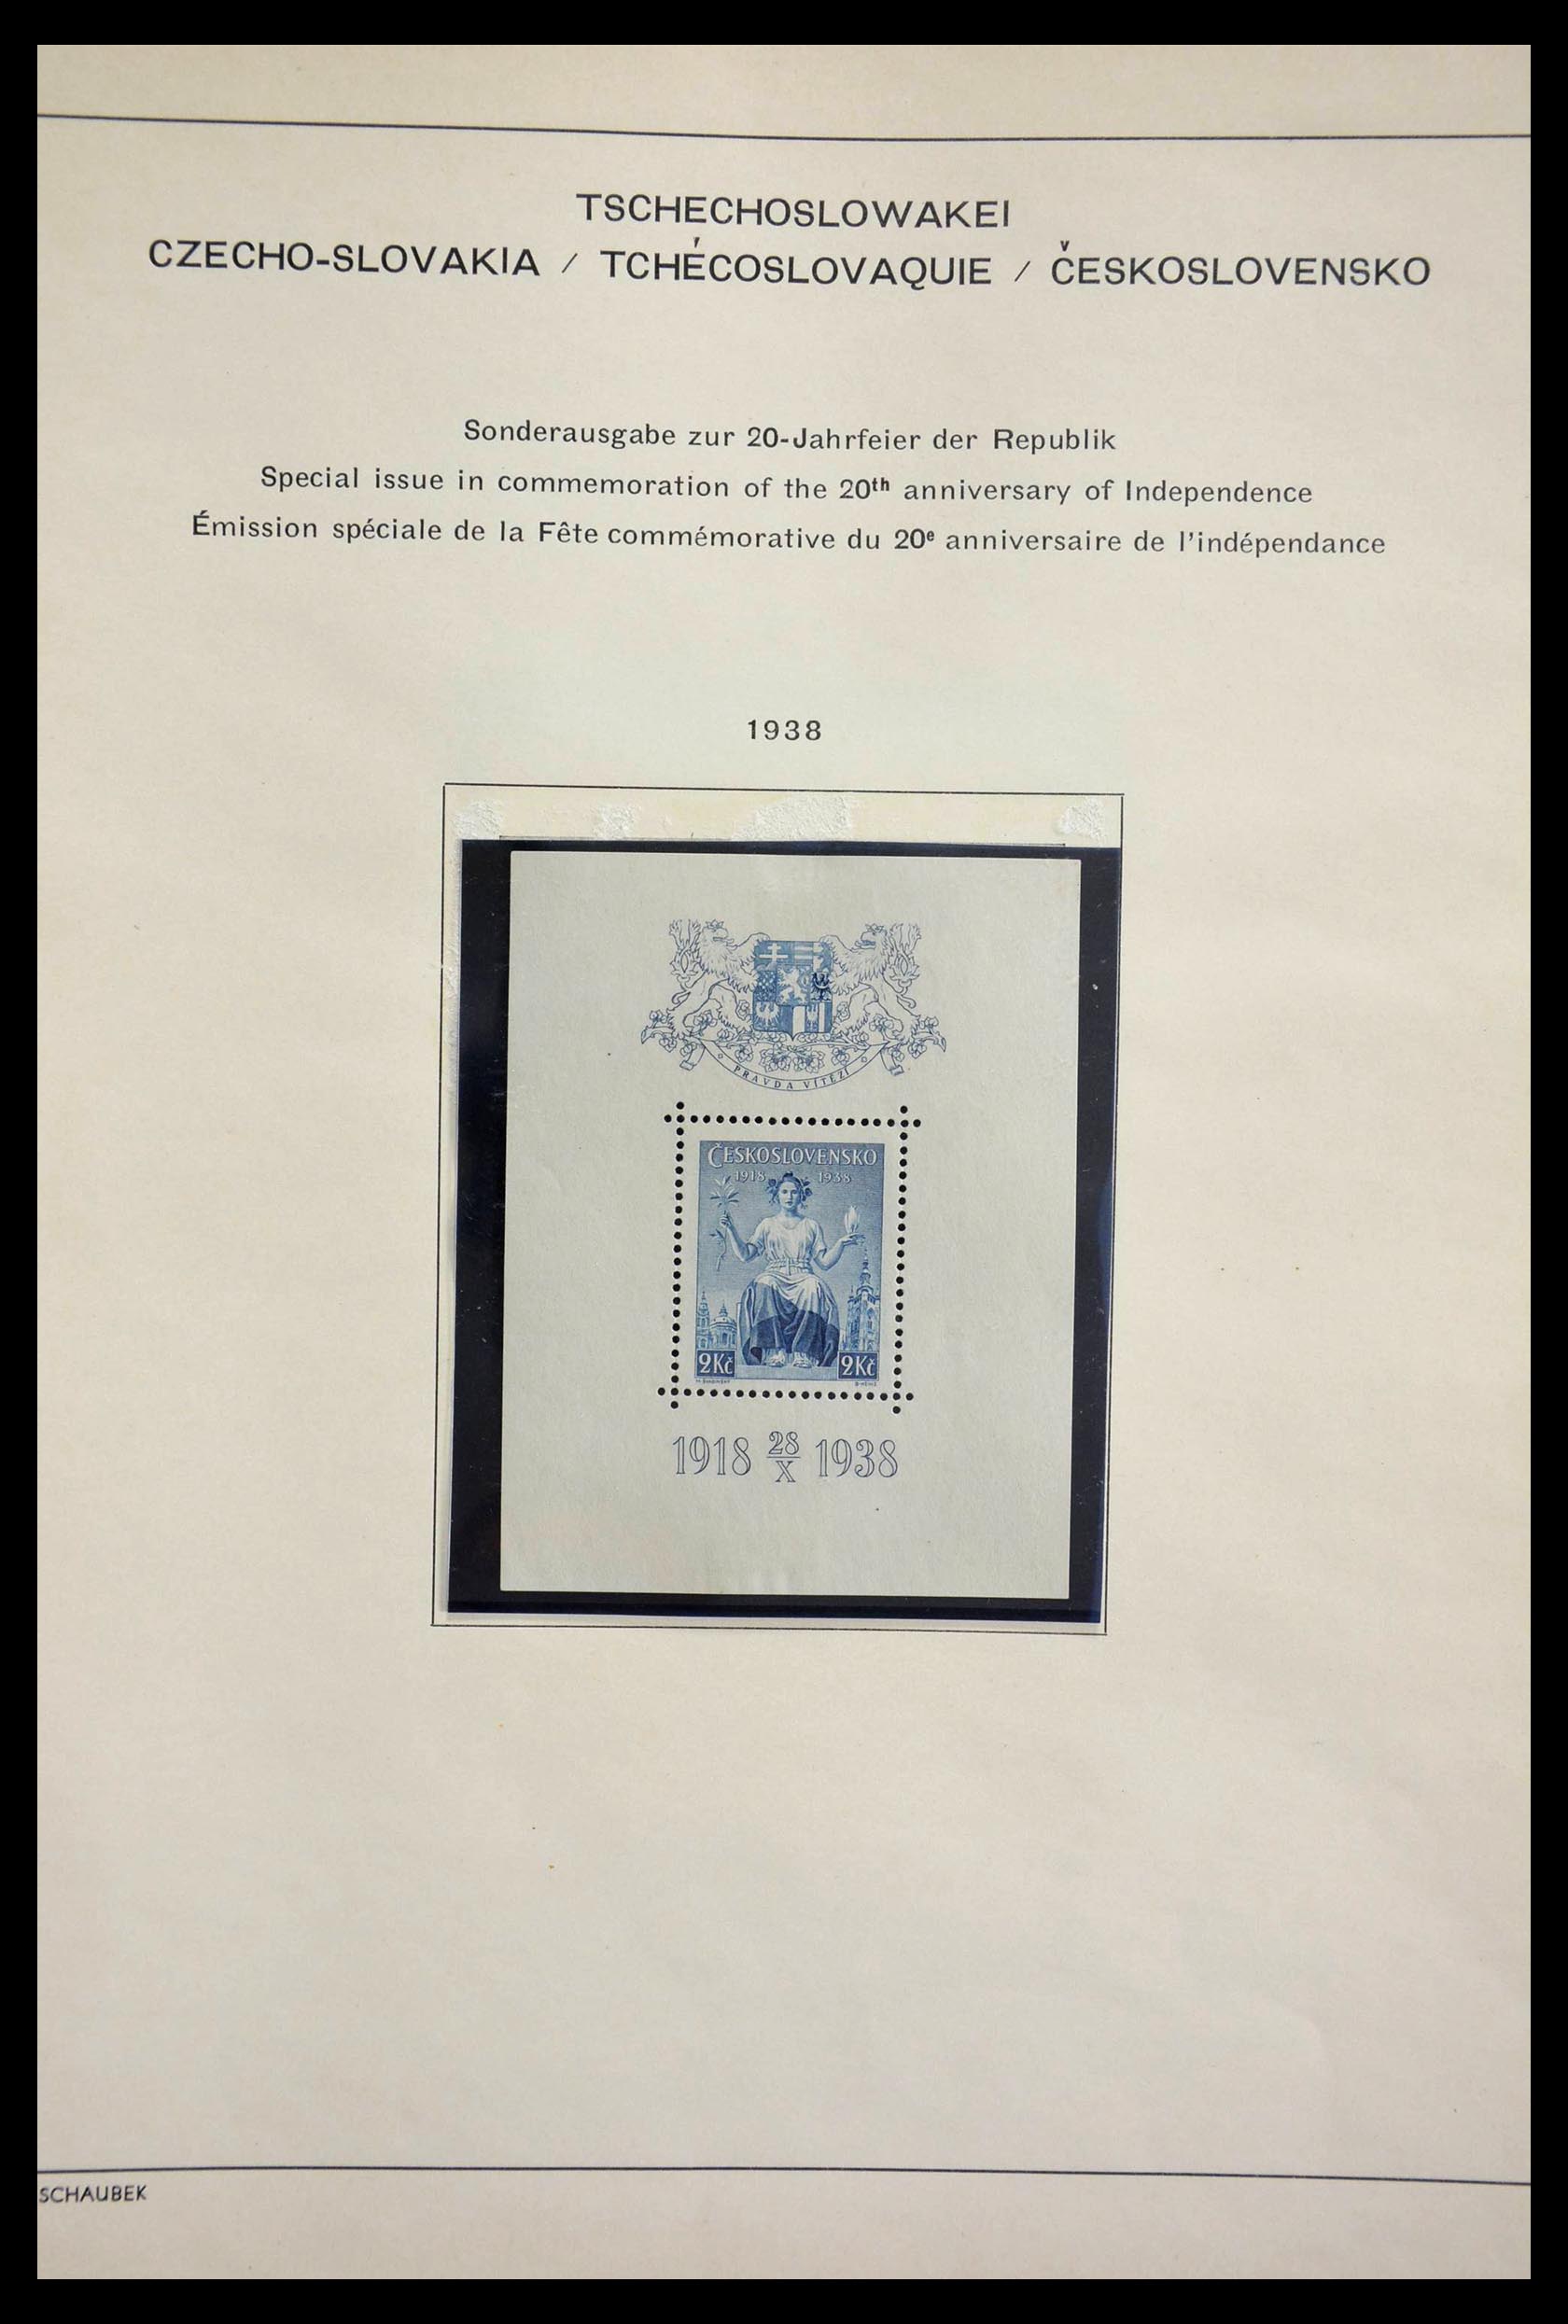 TSCHECHOSLOWAKEI
CZECHO-SLOVAKIA / TCHÉCOSLOVAQUIE / ČESKOSLOVENSKO
Sonderausgabe zur 20-Jahrfeier der Republik
Special issue in commemoration of the 20th anniversary of Independence
Émission spéciale de la Fête commémorative du 20e anniversaire de l'indépendance
1938
PRAVDA VÍTĚZÍ
ČESKOSLOVENSKO
1918 1938
2Kč 2Kč
1918 28/X 1938
SCHAUBEK